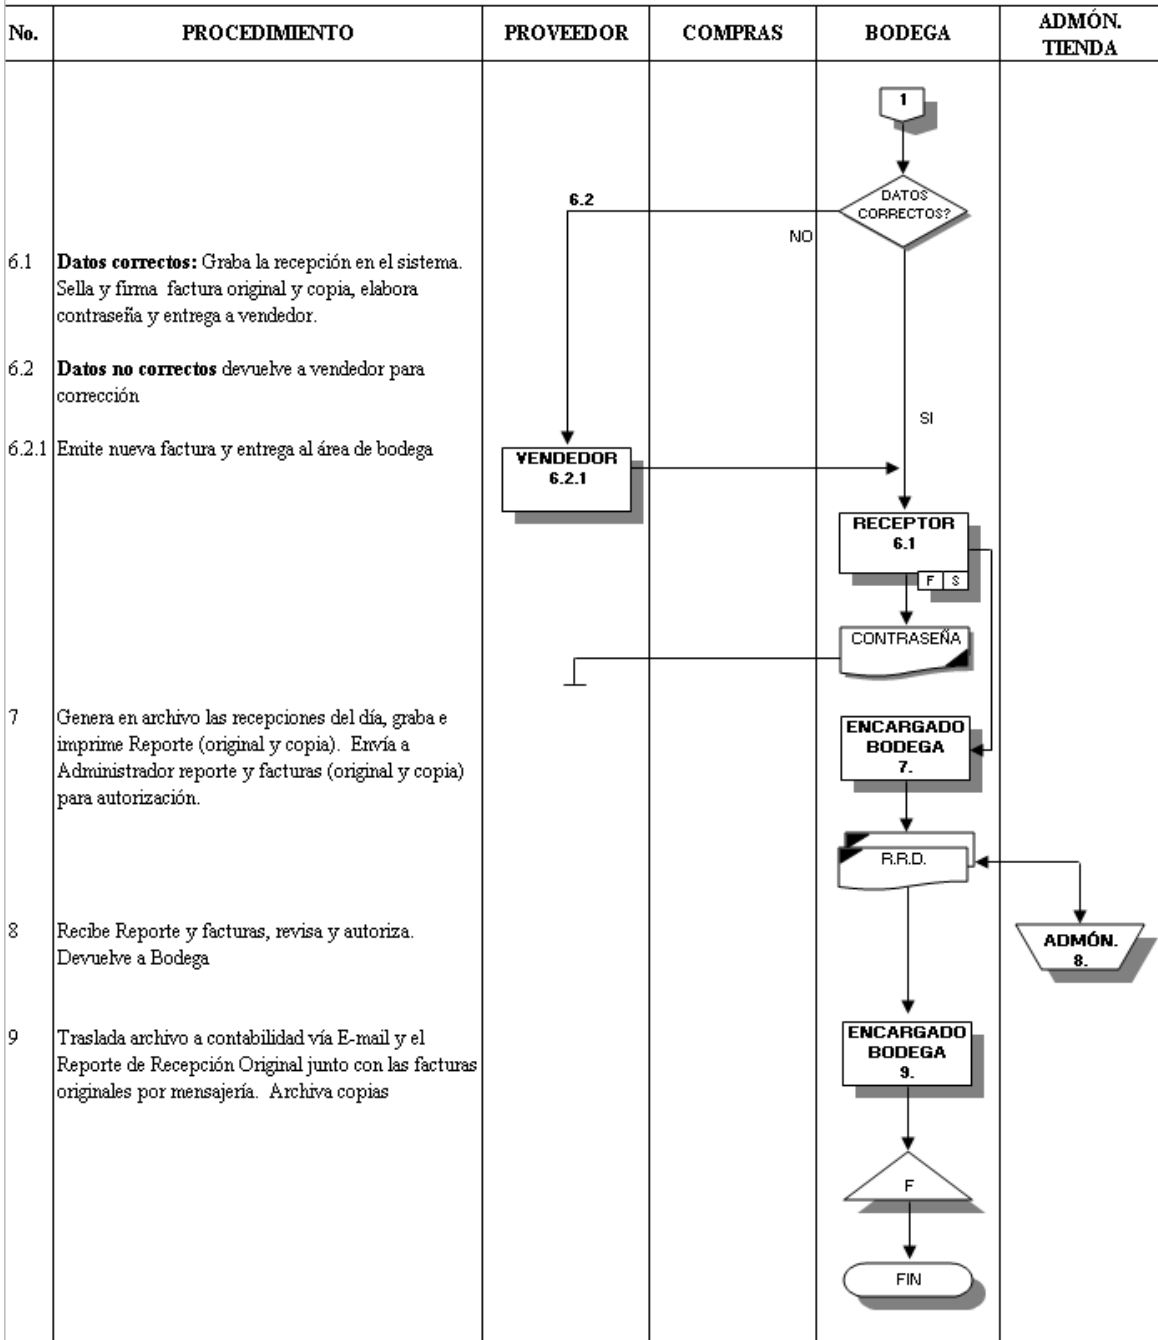 No. PROCEDIMIENTO PROVEEDOR COMPRAS BODEGA ADMÓN.
TIENDA
1
DATOS
CORRECTOS?
6.2
NO
6.1 Datos correctos: Graba la recepción en el sistema.
Sella y firma factura original y copia, elabora
contraseña y entrega a vendedor.
6.2 Datos no correctos devuelve a vendedor para
corrección
SI
6.2.1 Emite nueva factura y entrega al área de bodega
VENDEDOR
6.2.1
RECEPTOR
6.1
F S
CONTRASEÑA
7 Genera en archivo las recepciones del día, graba e
imprime Reporte (original y copia). Envía a
Administrador reporte y facturas (original y copia)
para autorización.
ENCARGADO
BODEGA
7.
R.R.D.
8 Recibe Reporte y facturas, revisa y autoriza.
Devuelve a Bodega
ADMÓN.
8.
9 Traslada archivo a contabilidad vía E-mail y el
Reporte de Recepción Original junto con las facturas
originales por mensajería. Archiva copias
ENCARGADO
BODEGA
9.
F
FIN